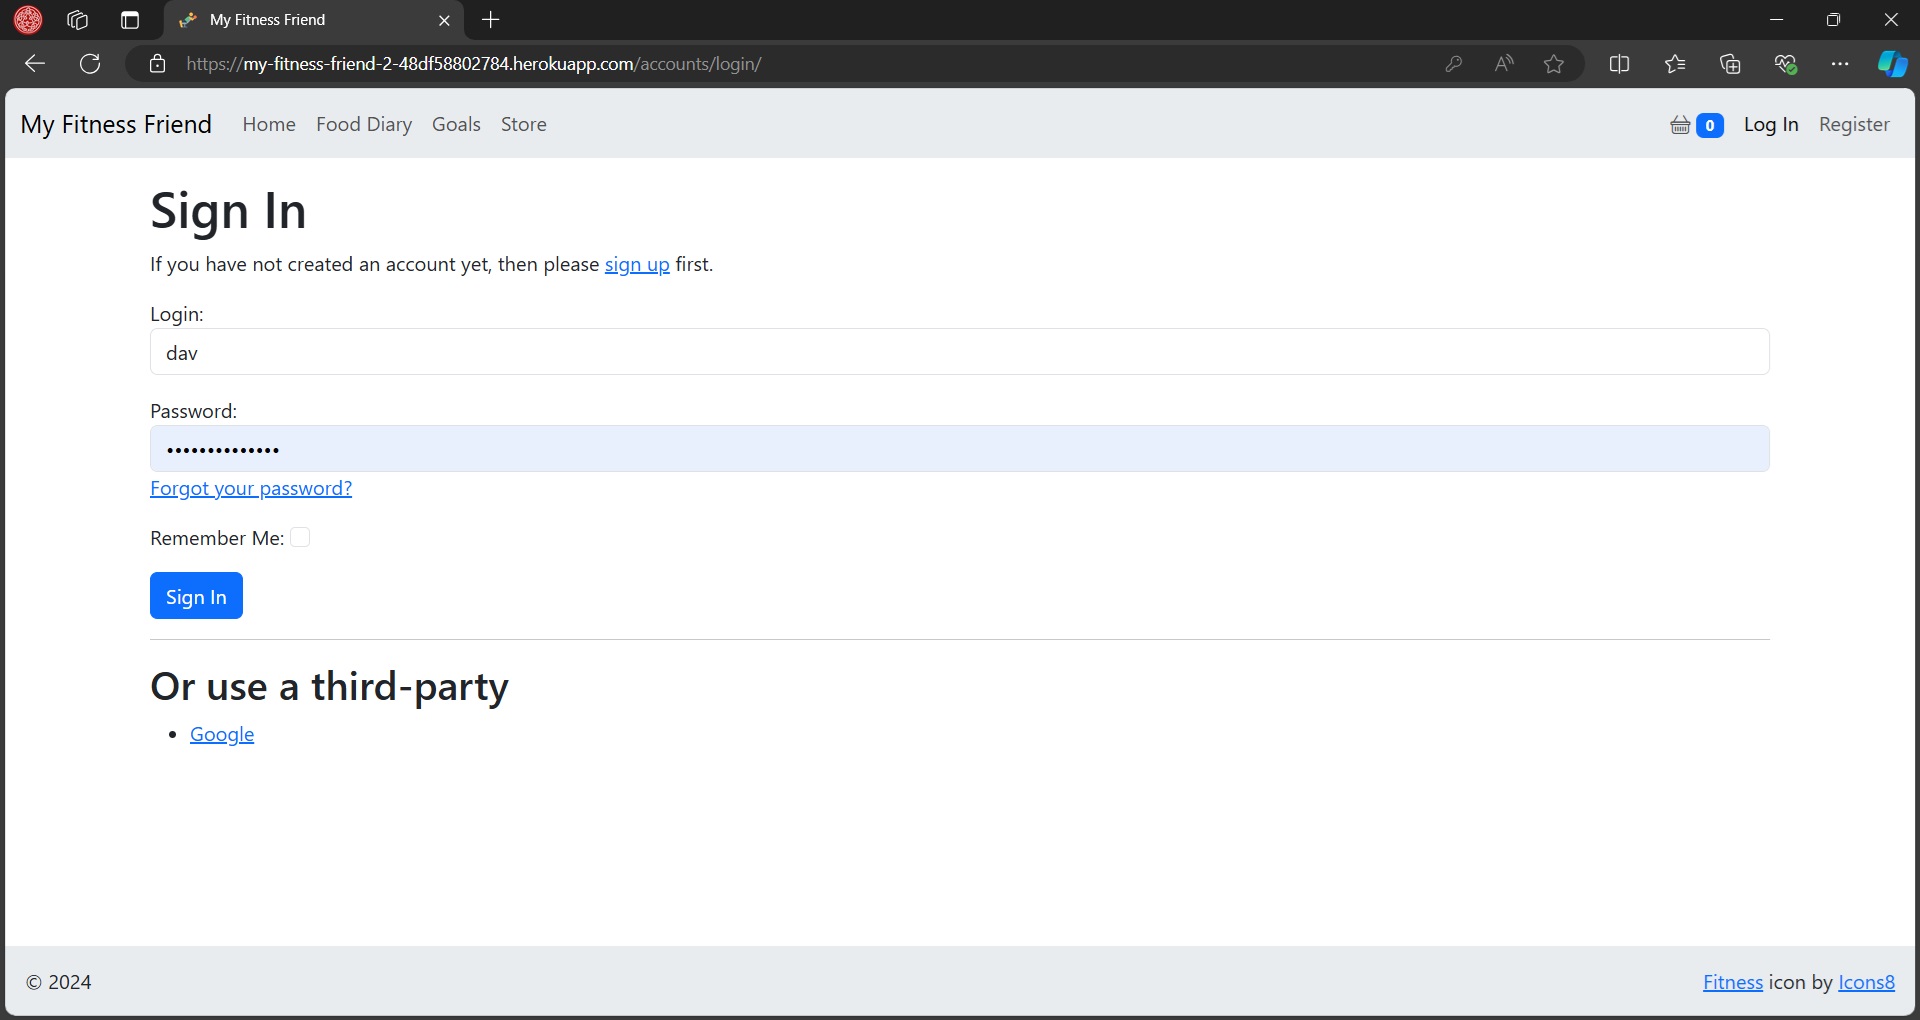 My Fitness Friend
https://my-fitness-friend-2-48df58802784.herokuapp.com/accounts/login/
My Fitness Friend Home Food Diary Goals Store 0 Log In Register
Sign In
If you have not created an account yet, then please sign up first.
Login:
dav
Password:
••••••••••••••
Forgot your password?
Remember Me:
Sign In
Or use a third-party
• Google
© 2024 Fitness icon by Icons8